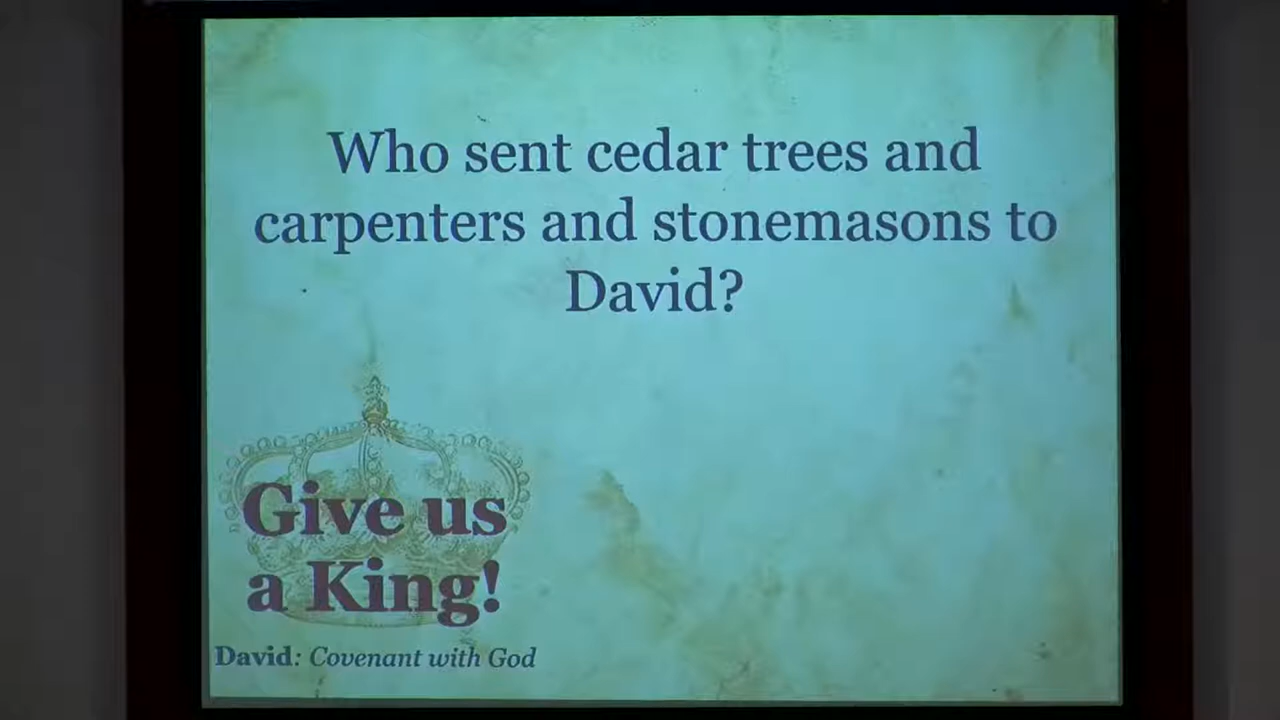 Who sent cedar trees and
carpenters and stonemasons to
David?
Give us
a King!
David: Covenant with God